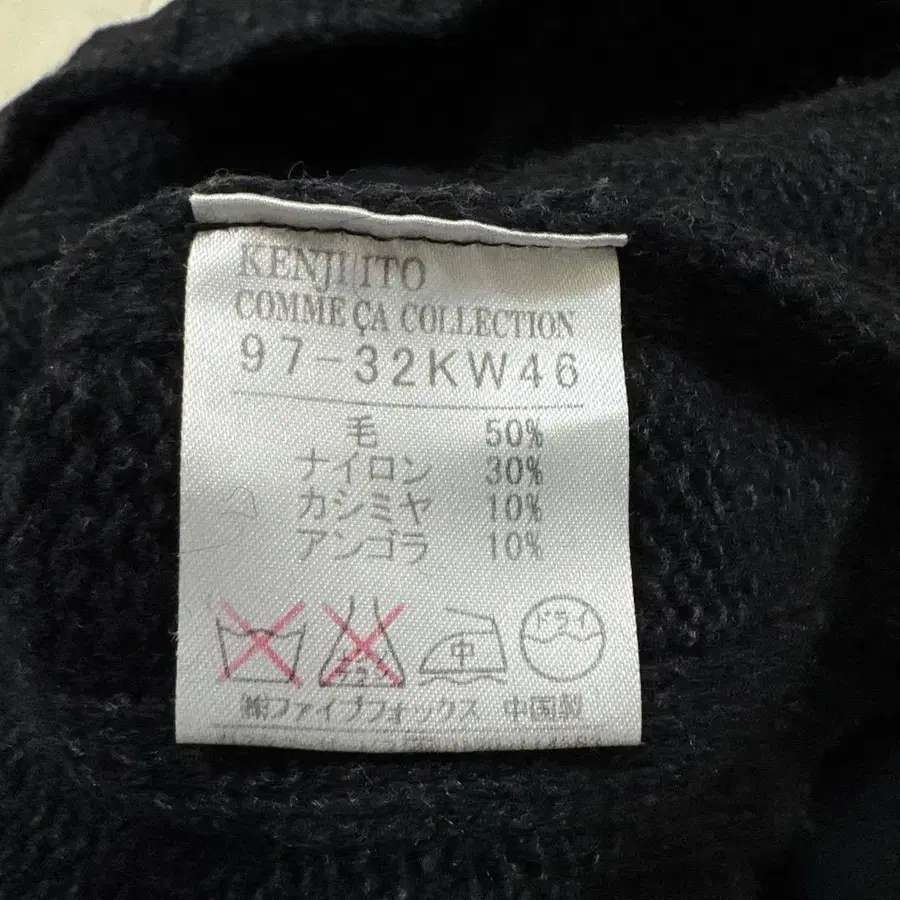 KENJI ITO
COMME ÇA COLLECTION
97-32KW46
毛 50%
ナイロン 30%
カシミヤ 10%
アンゴラ 10%
中 ドライ
㈱ファイブフォックス 中国製